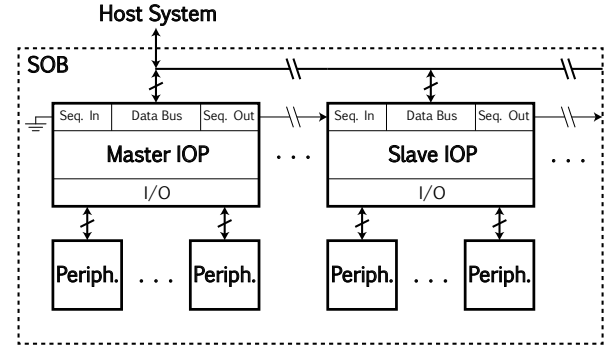 Host System
SOB
Seq. In Data Bus Seq. Out Seq. In Data Bus Seq. Out
Master IOP . . . Slave IOP . . .
I/O I/O
Periph. . . . Periph. Periph. . . . Periph.